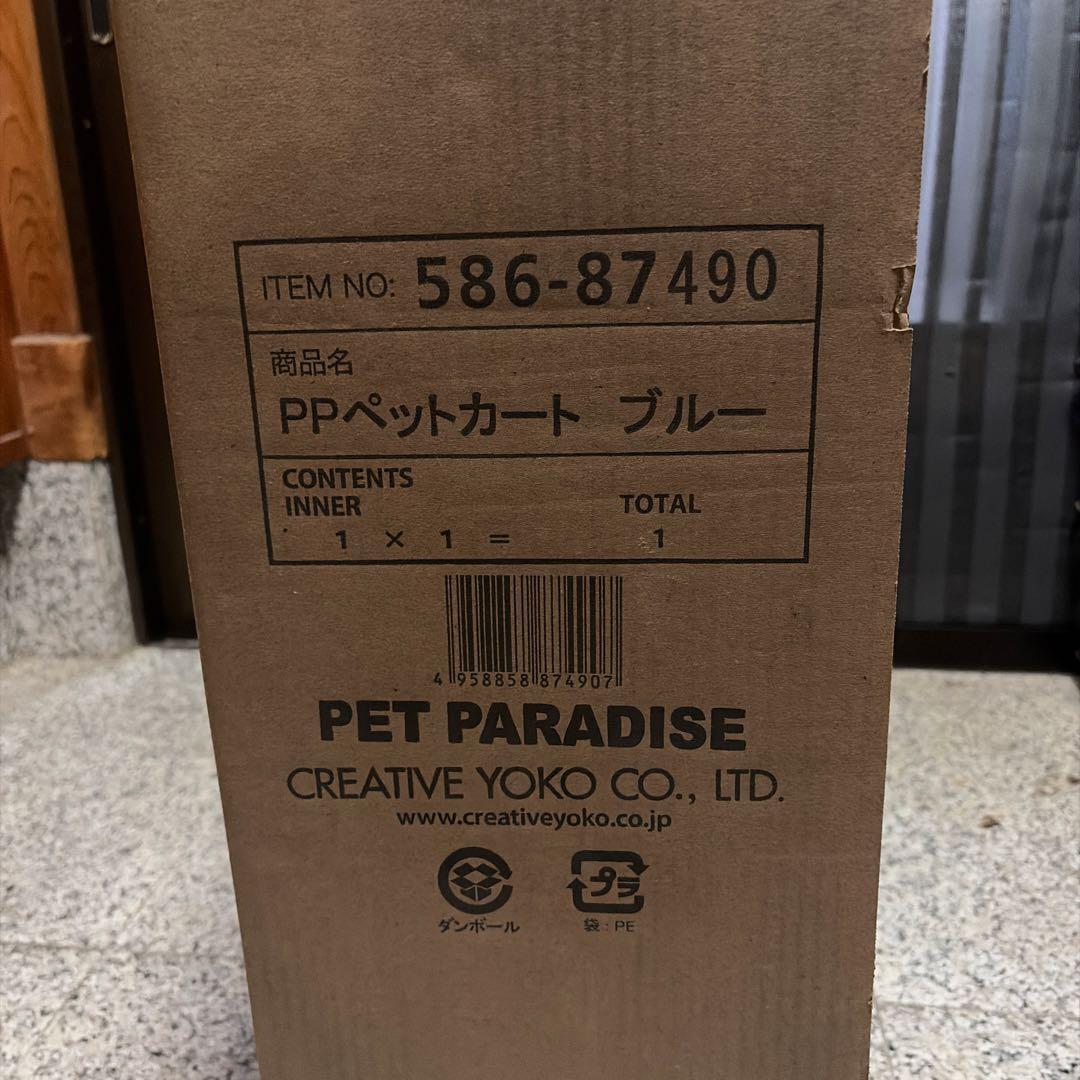 ITEM NO: 586-87490
商品名
PPペットカート ブルー
CONTENTS
INNER TOTAL
1 × 1 = 1
4 958858 874907
PET PARADISE
CREATIVE YOKO CO., LTD.
www.creativeyoko.co.jp
プラ
ダンボール 袋:PE